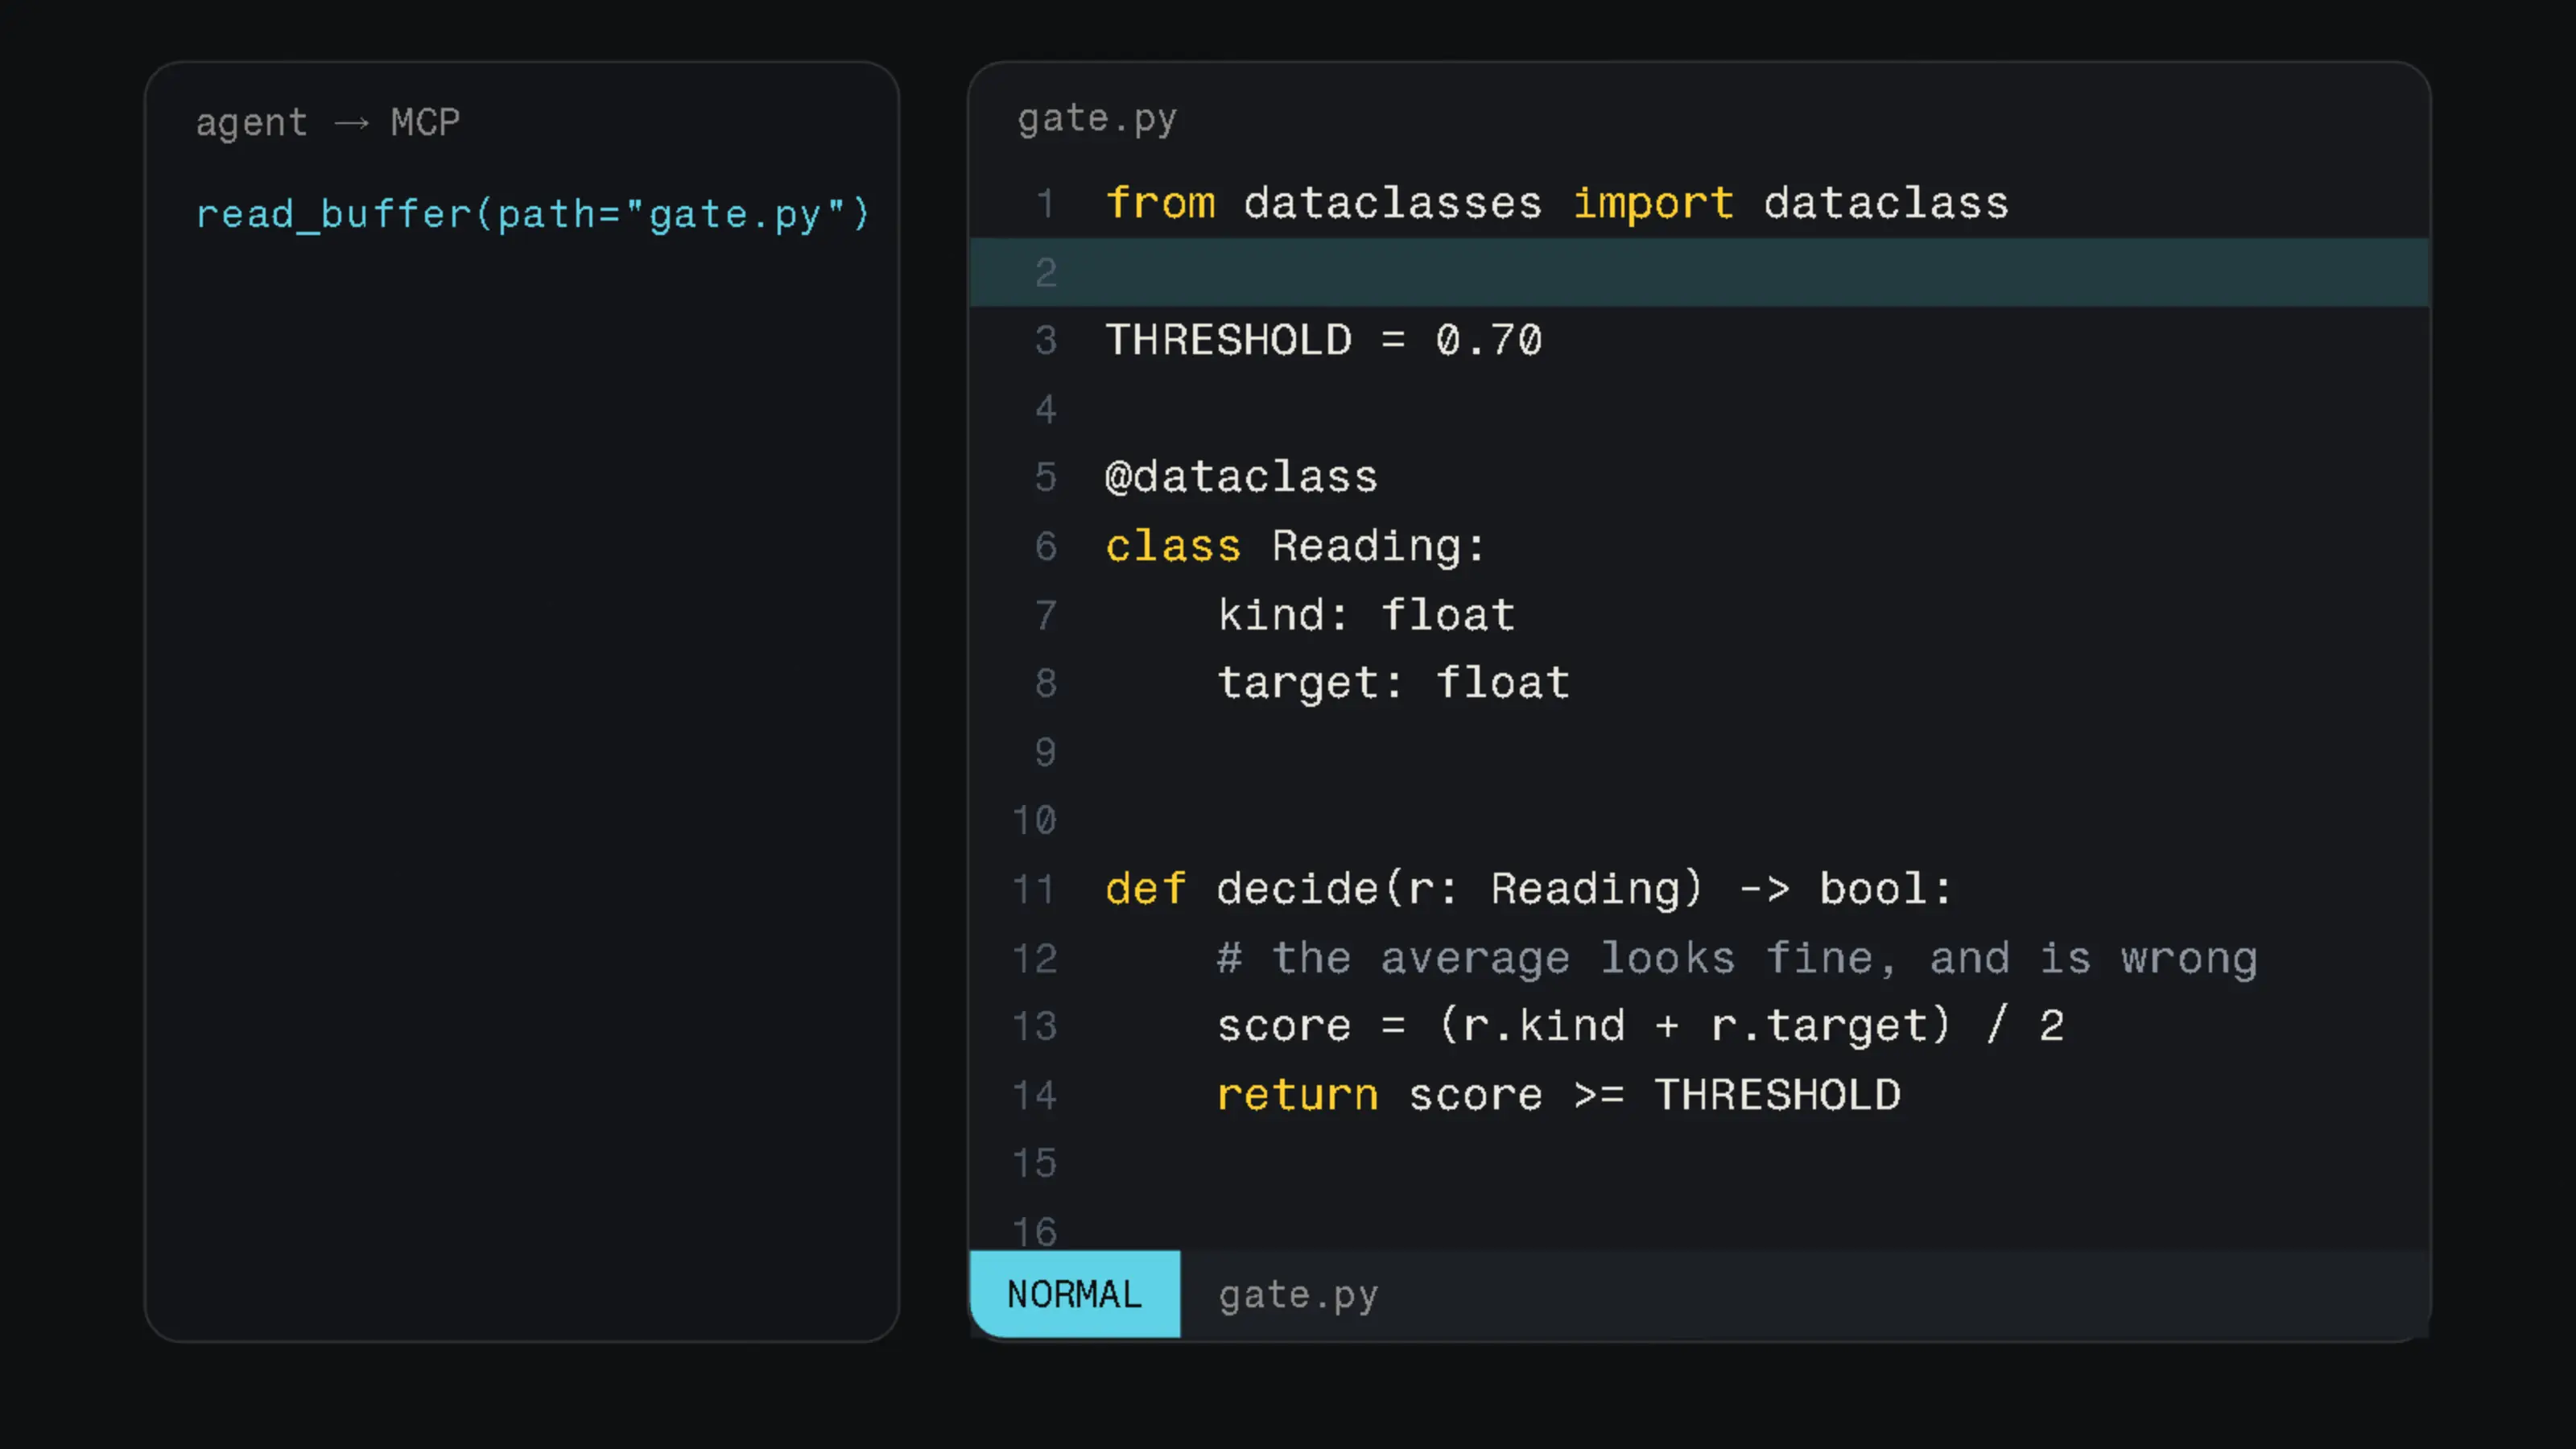 agent → MCP
read_buffer(path="gate.py")
gate.py
1 from dataclasses import dataclass
2
3 THRESHOLD = 0.70
4
5 @dataclass
6 class Reading:
7     kind: float
8     target: float
9
10
11 def decide(r: Reading) -> bool:
12     # the average looks fine, and is wrong
13     score = (r.kind + r.target) / 2
14     return score >= THRESHOLD
15
16
NORMAL gate.py